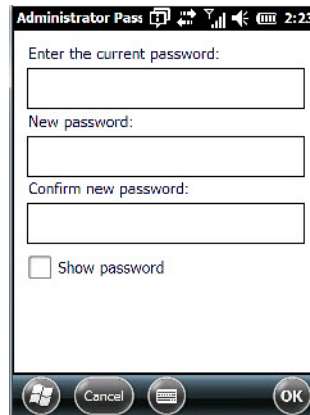 Administrator Pass 2:23
Enter the current password:
New password:
Confirm new password:
Show password
Cancel OK